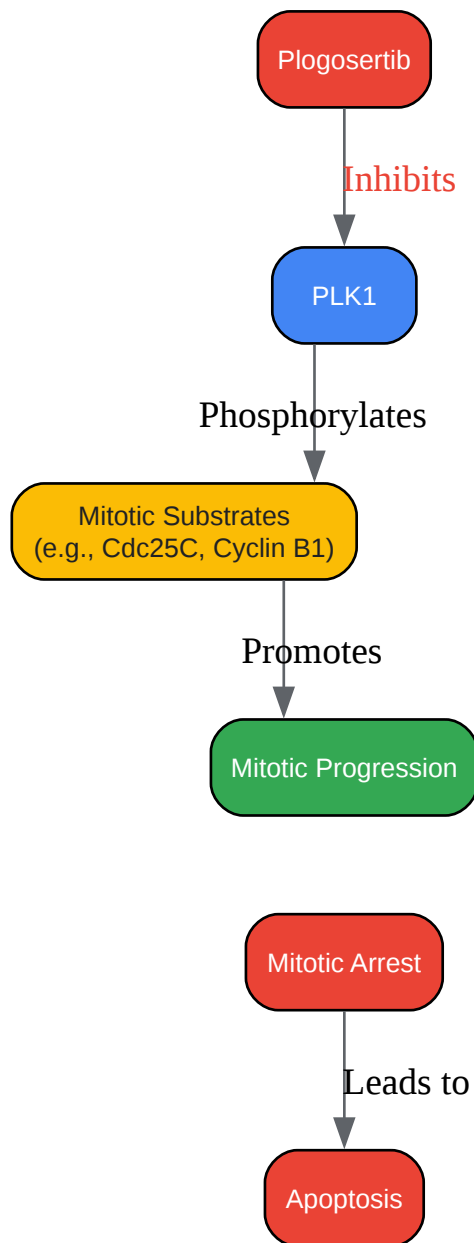 Plogosertib
Inhibits
PLK1
Phosphorylates
Mitotic Substrates
(e.g., Cdc25C, Cyclin B1)
Promotes
Mitotic Progression
Mitotic Arrest
Leads to
Apoptosis